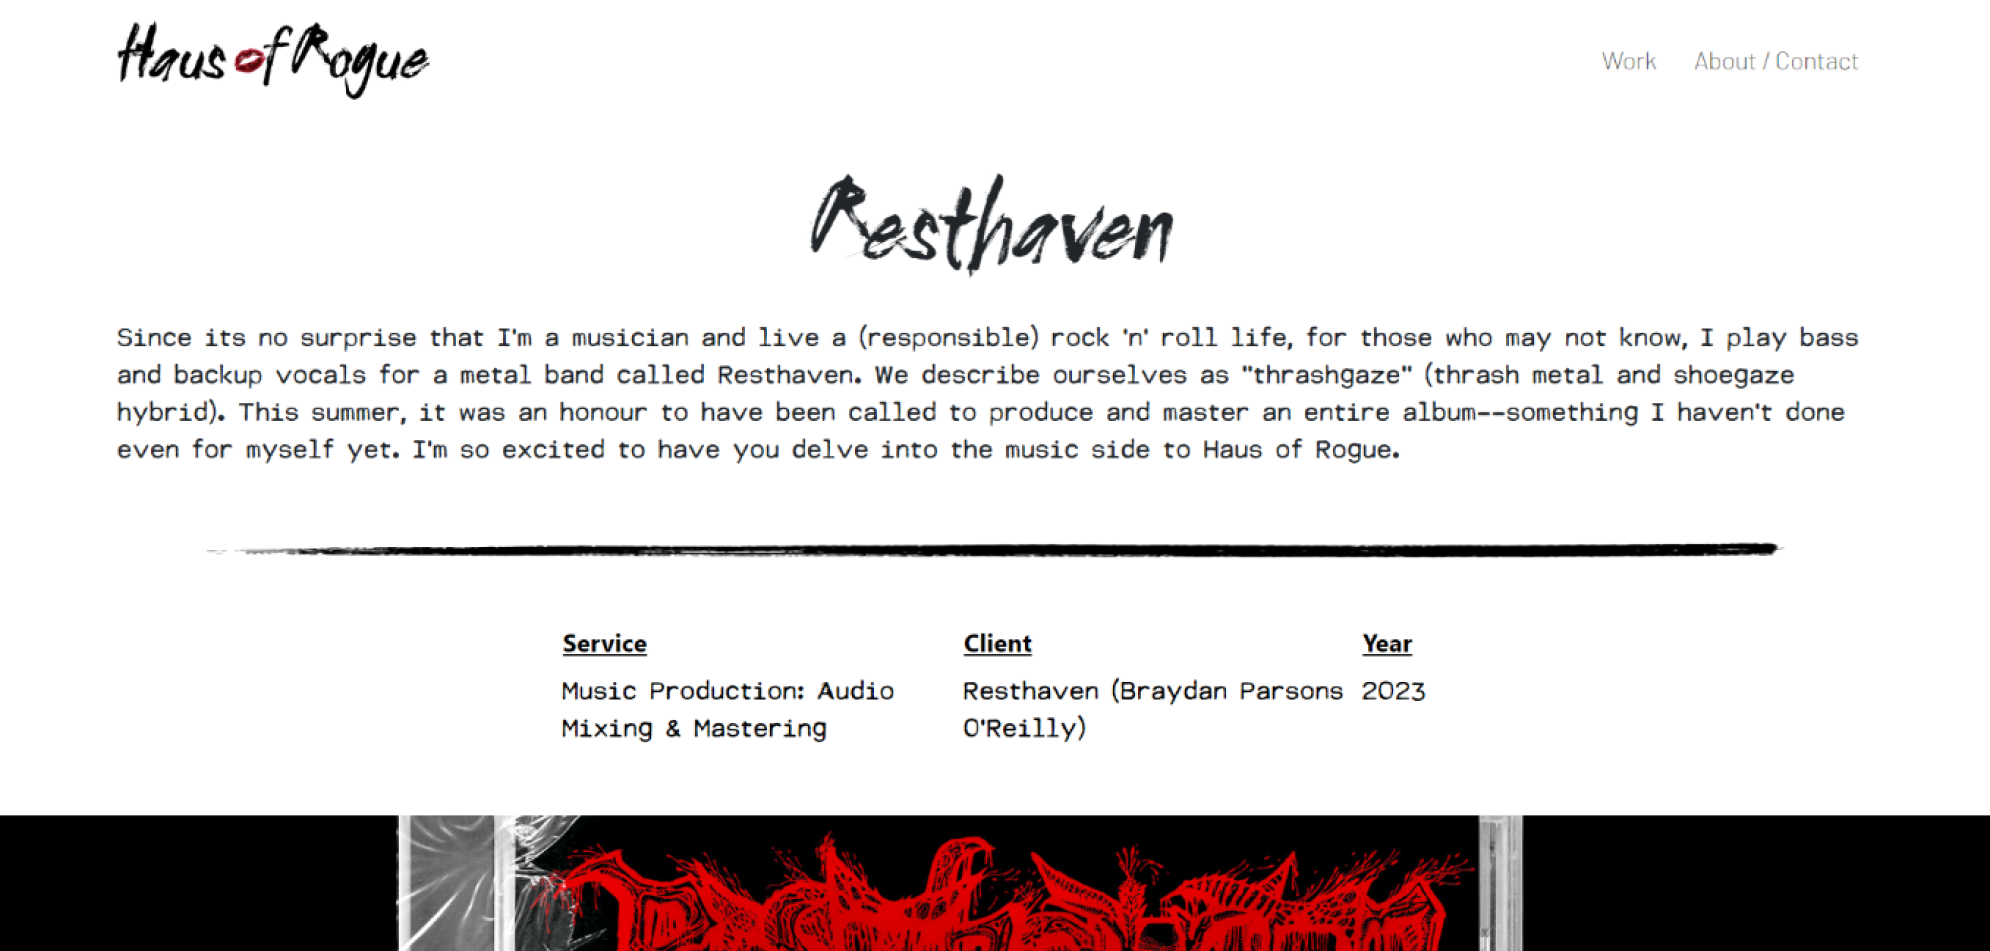 Haus of Rogue
Work
About / Contact
Resthaven
Since its no surprise that I'm a musician and live a (responsible) rock 'n' roll life, for those who may not know, I play bass
and backup vocals for a metal band called Resthaven. We describe ourselves as "thrashgaze" (thrash metal and shoegaze
hybrid). This summer, it was an honour to have been called to produce and master an entire album--something I haven't done
even for myself yet. I'm so excited to have you delve into the music side to Haus of Rogue.
Service
Music Production: Audio
Mixing & Mastering
Client
Resthaven (Braydan Parsons
O'Reilly)
Year
2023